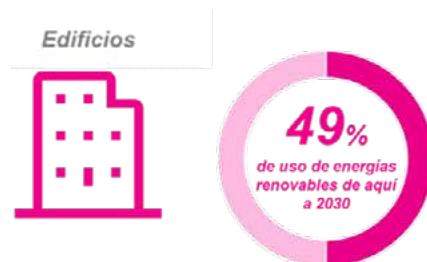 Edificios
49%
de uso de energías
renovables de aquí
a 2030